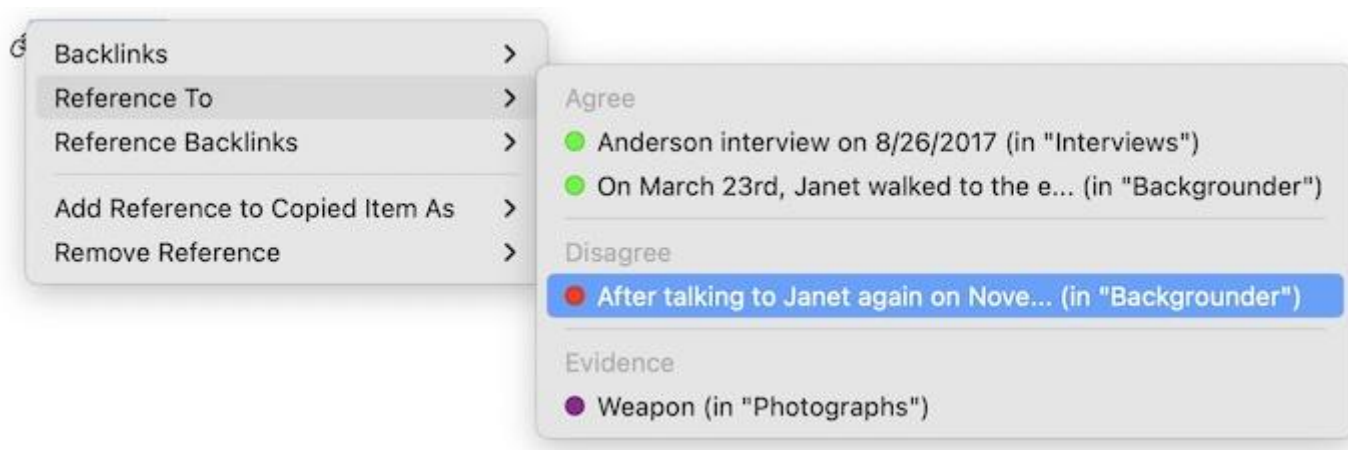 Backlinks
Reference To
Reference Backlinks
Add Reference to Copied Item As
Remove Reference
Agree
Anderson interview on 8/26/2017 (in "Interviews")
On March 23rd, Janet walked to the e... (in "Backgrounder")
Disagree
After talking to Janet again on Nove... (in "Backgrounder")
Evidence
Weapon (in "Photographs")